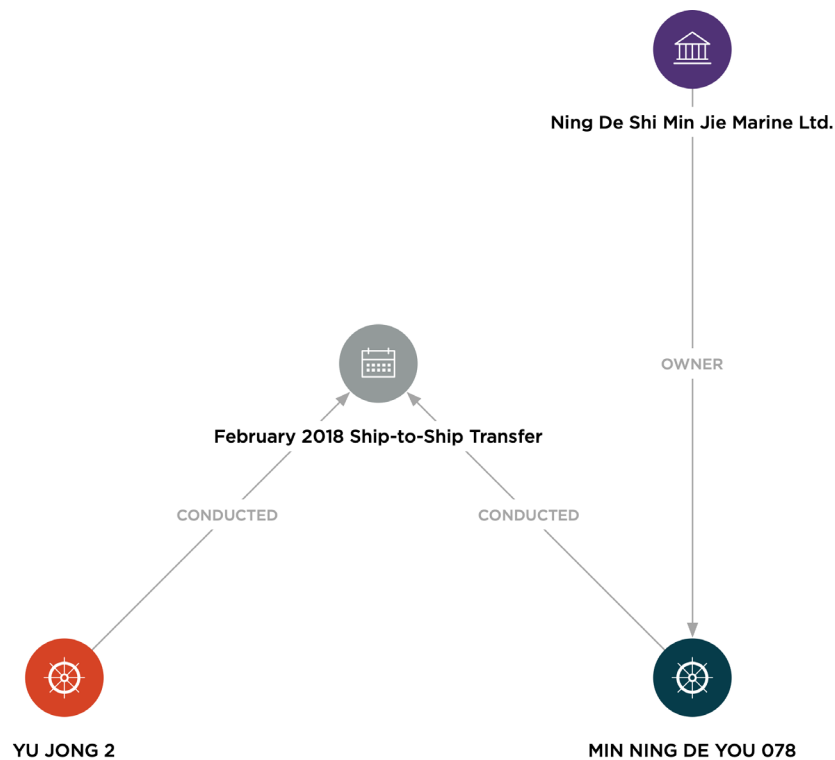 Ning De Shi Min Jie Marine Ltd.
OWNER
February 2018 Ship-to-Ship Transfer
CONDUCTED
CONDUCTED
YU JONG 2
MIN NING DE YOU 078